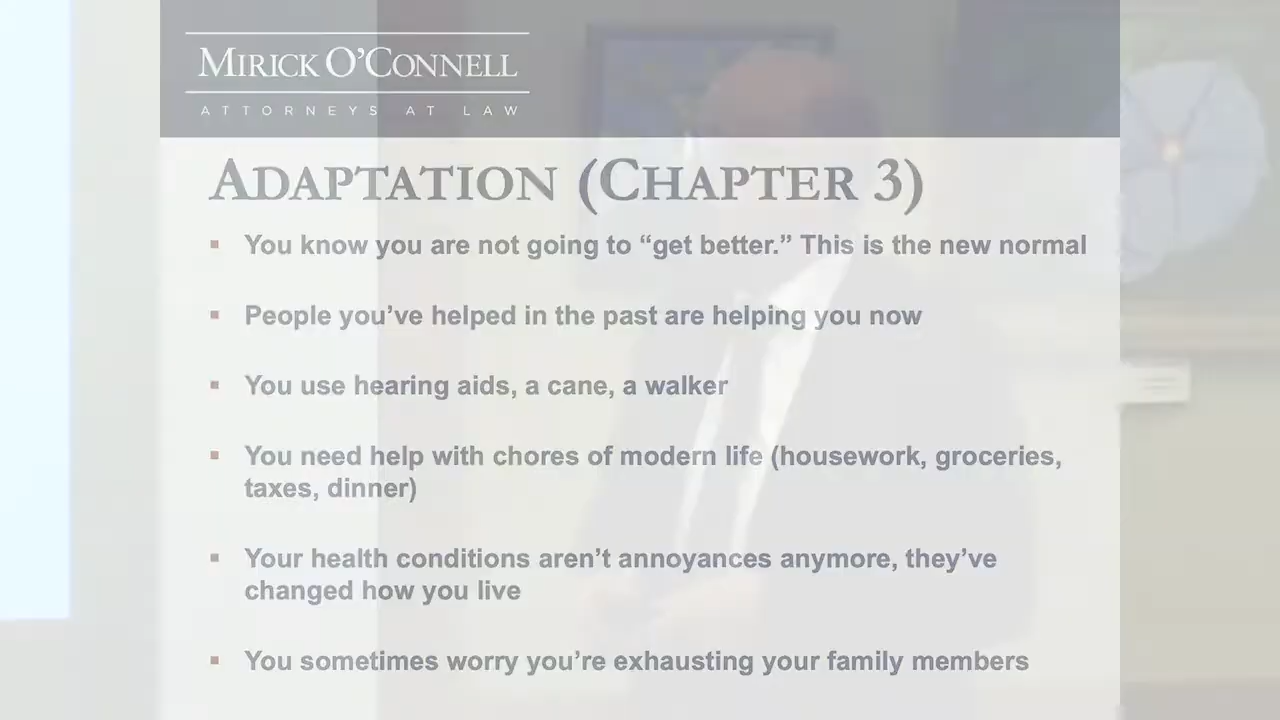 MIRICK O'CONNELL
ATTORNEYS AT LAW
ADAPTATION (CHAPTER 3)
▪ You know you are not going to “get better.” This is the new normal
▪ People you’ve helped in the past are helping you now
▪ You use hearing aids, a cane, a walker
▪ You need help with chores of modern life (housework, groceries,
taxes, dinner)
▪ Your health conditions aren’t annoyances anymore, they’ve
changed how you live
▪ You sometimes worry you’re exhausting your family members